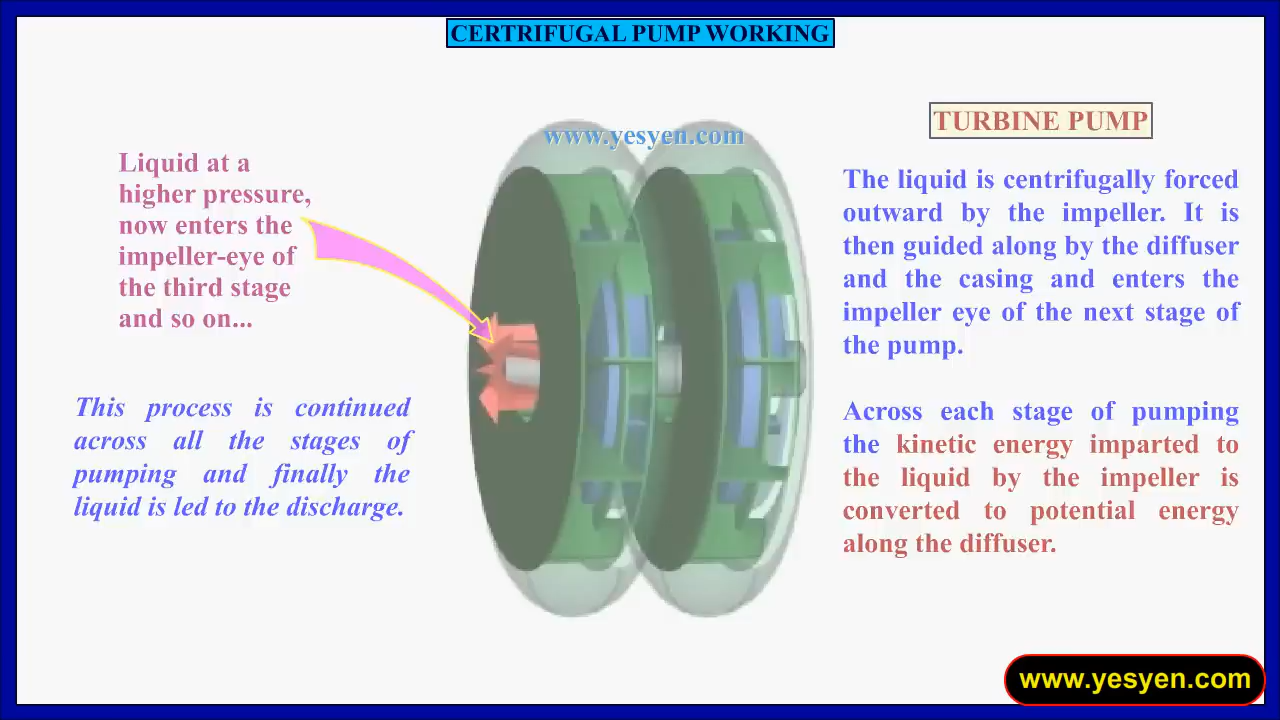 CERTRIFUGAL PUMP WORKING
www.yesyen.com
Liquid at a
higher pressure,
now enters the
impeller-eye of
the third stage
and so on...
This process is continued
across all the stages of
pumping and finally the
liquid is led to the discharge.
TURBINE PUMP
The liquid is centrifugally forced
outward by the impeller. It is
then guided along by the diffuser
and the casing and enters the
impeller eye of the next stage of
the pump.
Across each stage of pumping
the kinetic energy imparted to
the liquid by the impeller is
converted to potential energy
along the diffuser.
www.yesyen.com